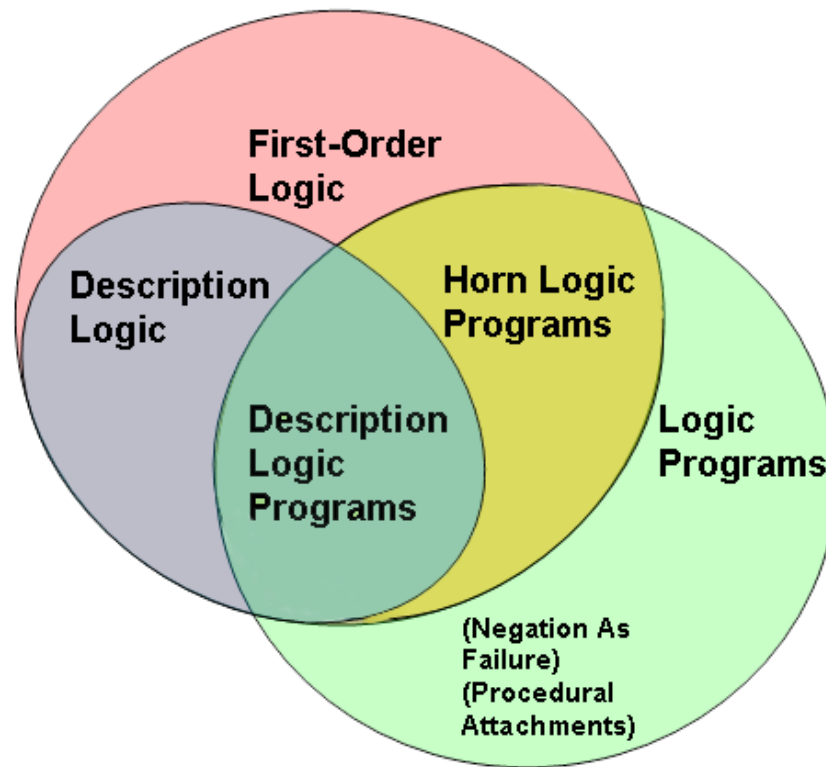 First-Order
Logic
Description
Logic
Horn Logic
Programs
Description
Logic
Programs
Logic
Programs
(Negation As
Failure)
(Procedural
Attachments)